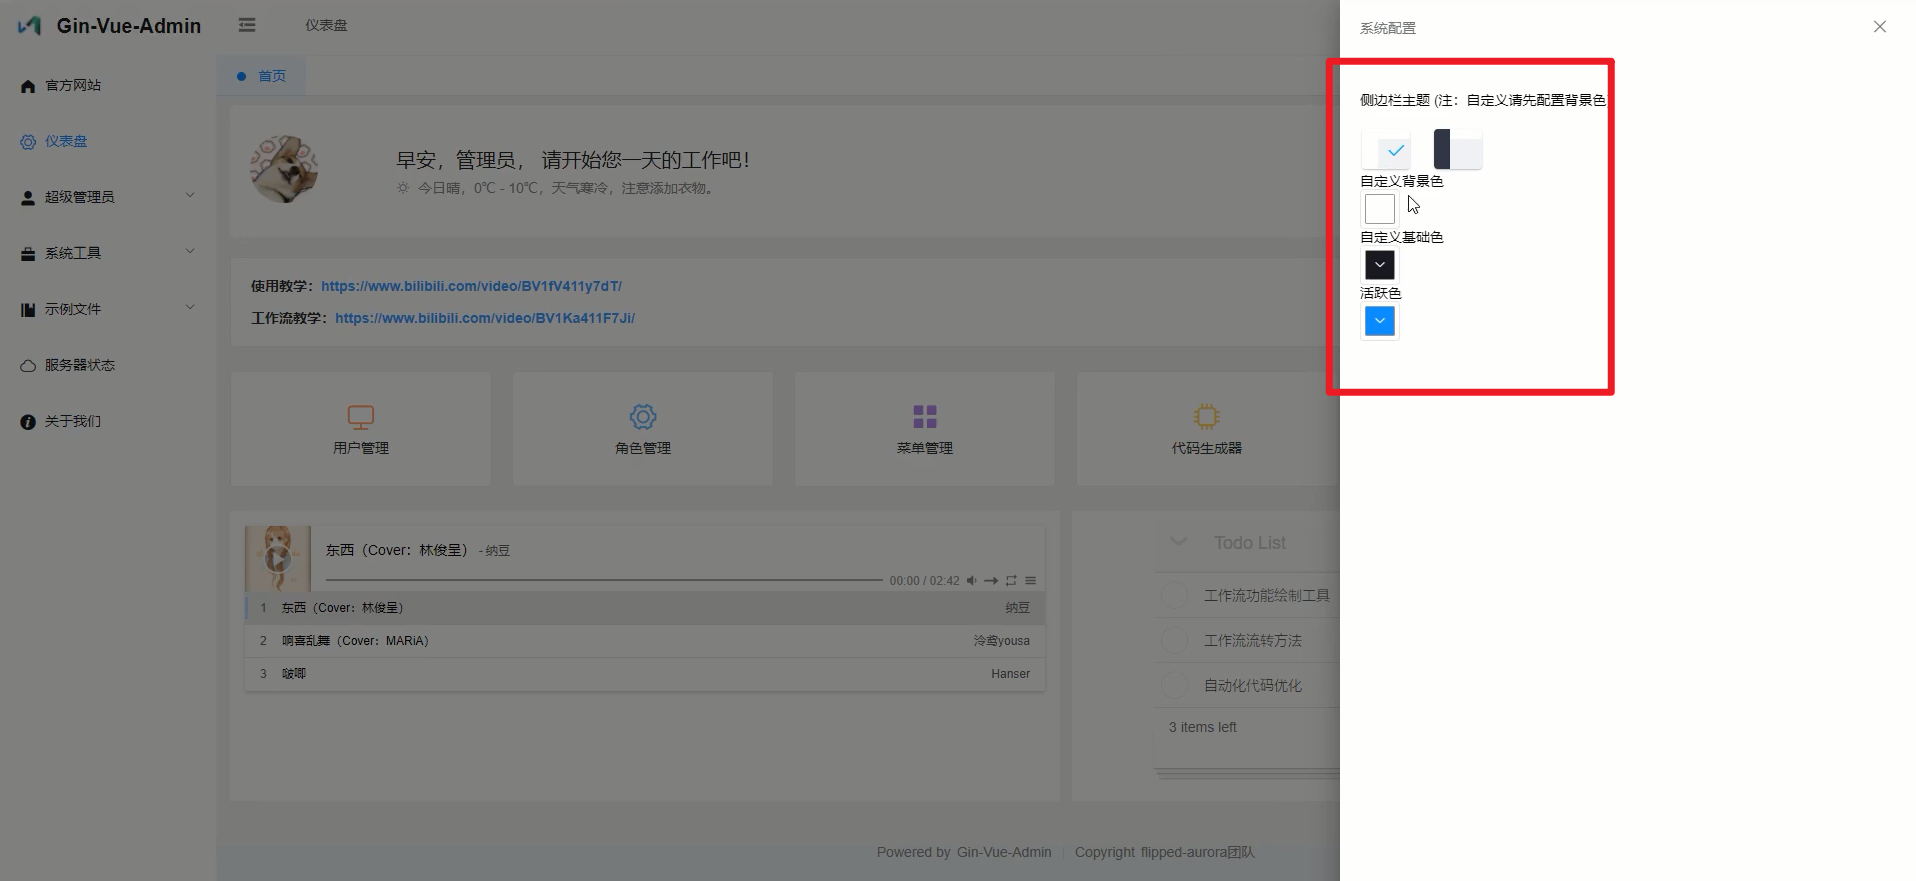 Gin-Vue-Admin
仪表盘
官方网站
仪表盘
超级管理员
系统工具
示例文件
服务器状态
关于我们
首页
早安，管理员， 请开始您一天的工作吧！
今日晴，0℃ - 10℃，天气寒冷，注意添加衣物。
使用教学：https://www.bilibili.com/video/BV1fV411y7dT/
工作流教学：https://www.bilibili.com/video/BV1Ka411F7Ji/
用户管理
角色管理
菜单管理
代码生成器
东西（Cover：林俊呈） - 纳豆
00:00 / 02:42
1 东西（Cover：林俊呈） 纳豆
2 响喜乱舞（Cover：MARiA） 泠鸢yousa
3 啵唧 Hanser
Todo List
工作流功能绘制工具
工作流流转方法
自动化代码优化
3 items left
Powered by Gin-Vue-Admin
Copyright flipped-aurora团队
系统配置
侧边栏主题 (注：自定义请先配置背景色
自定义背景色
自定义基础色
活跃色